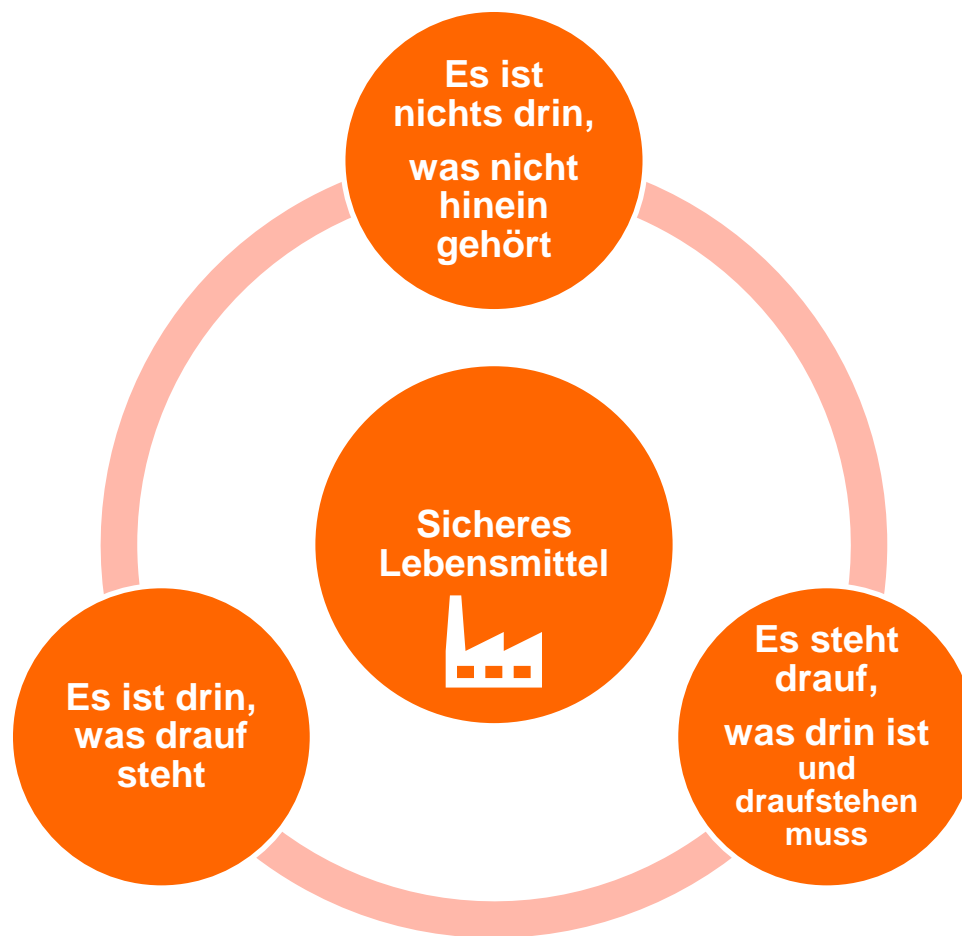 Es ist
nichts drin,
was nicht
hinein
gehört
Sicheres
Lebensmittel
Es ist drin,
was drauf
steht
Es steht
drauf,
was drin ist
und
draufstehen
muss